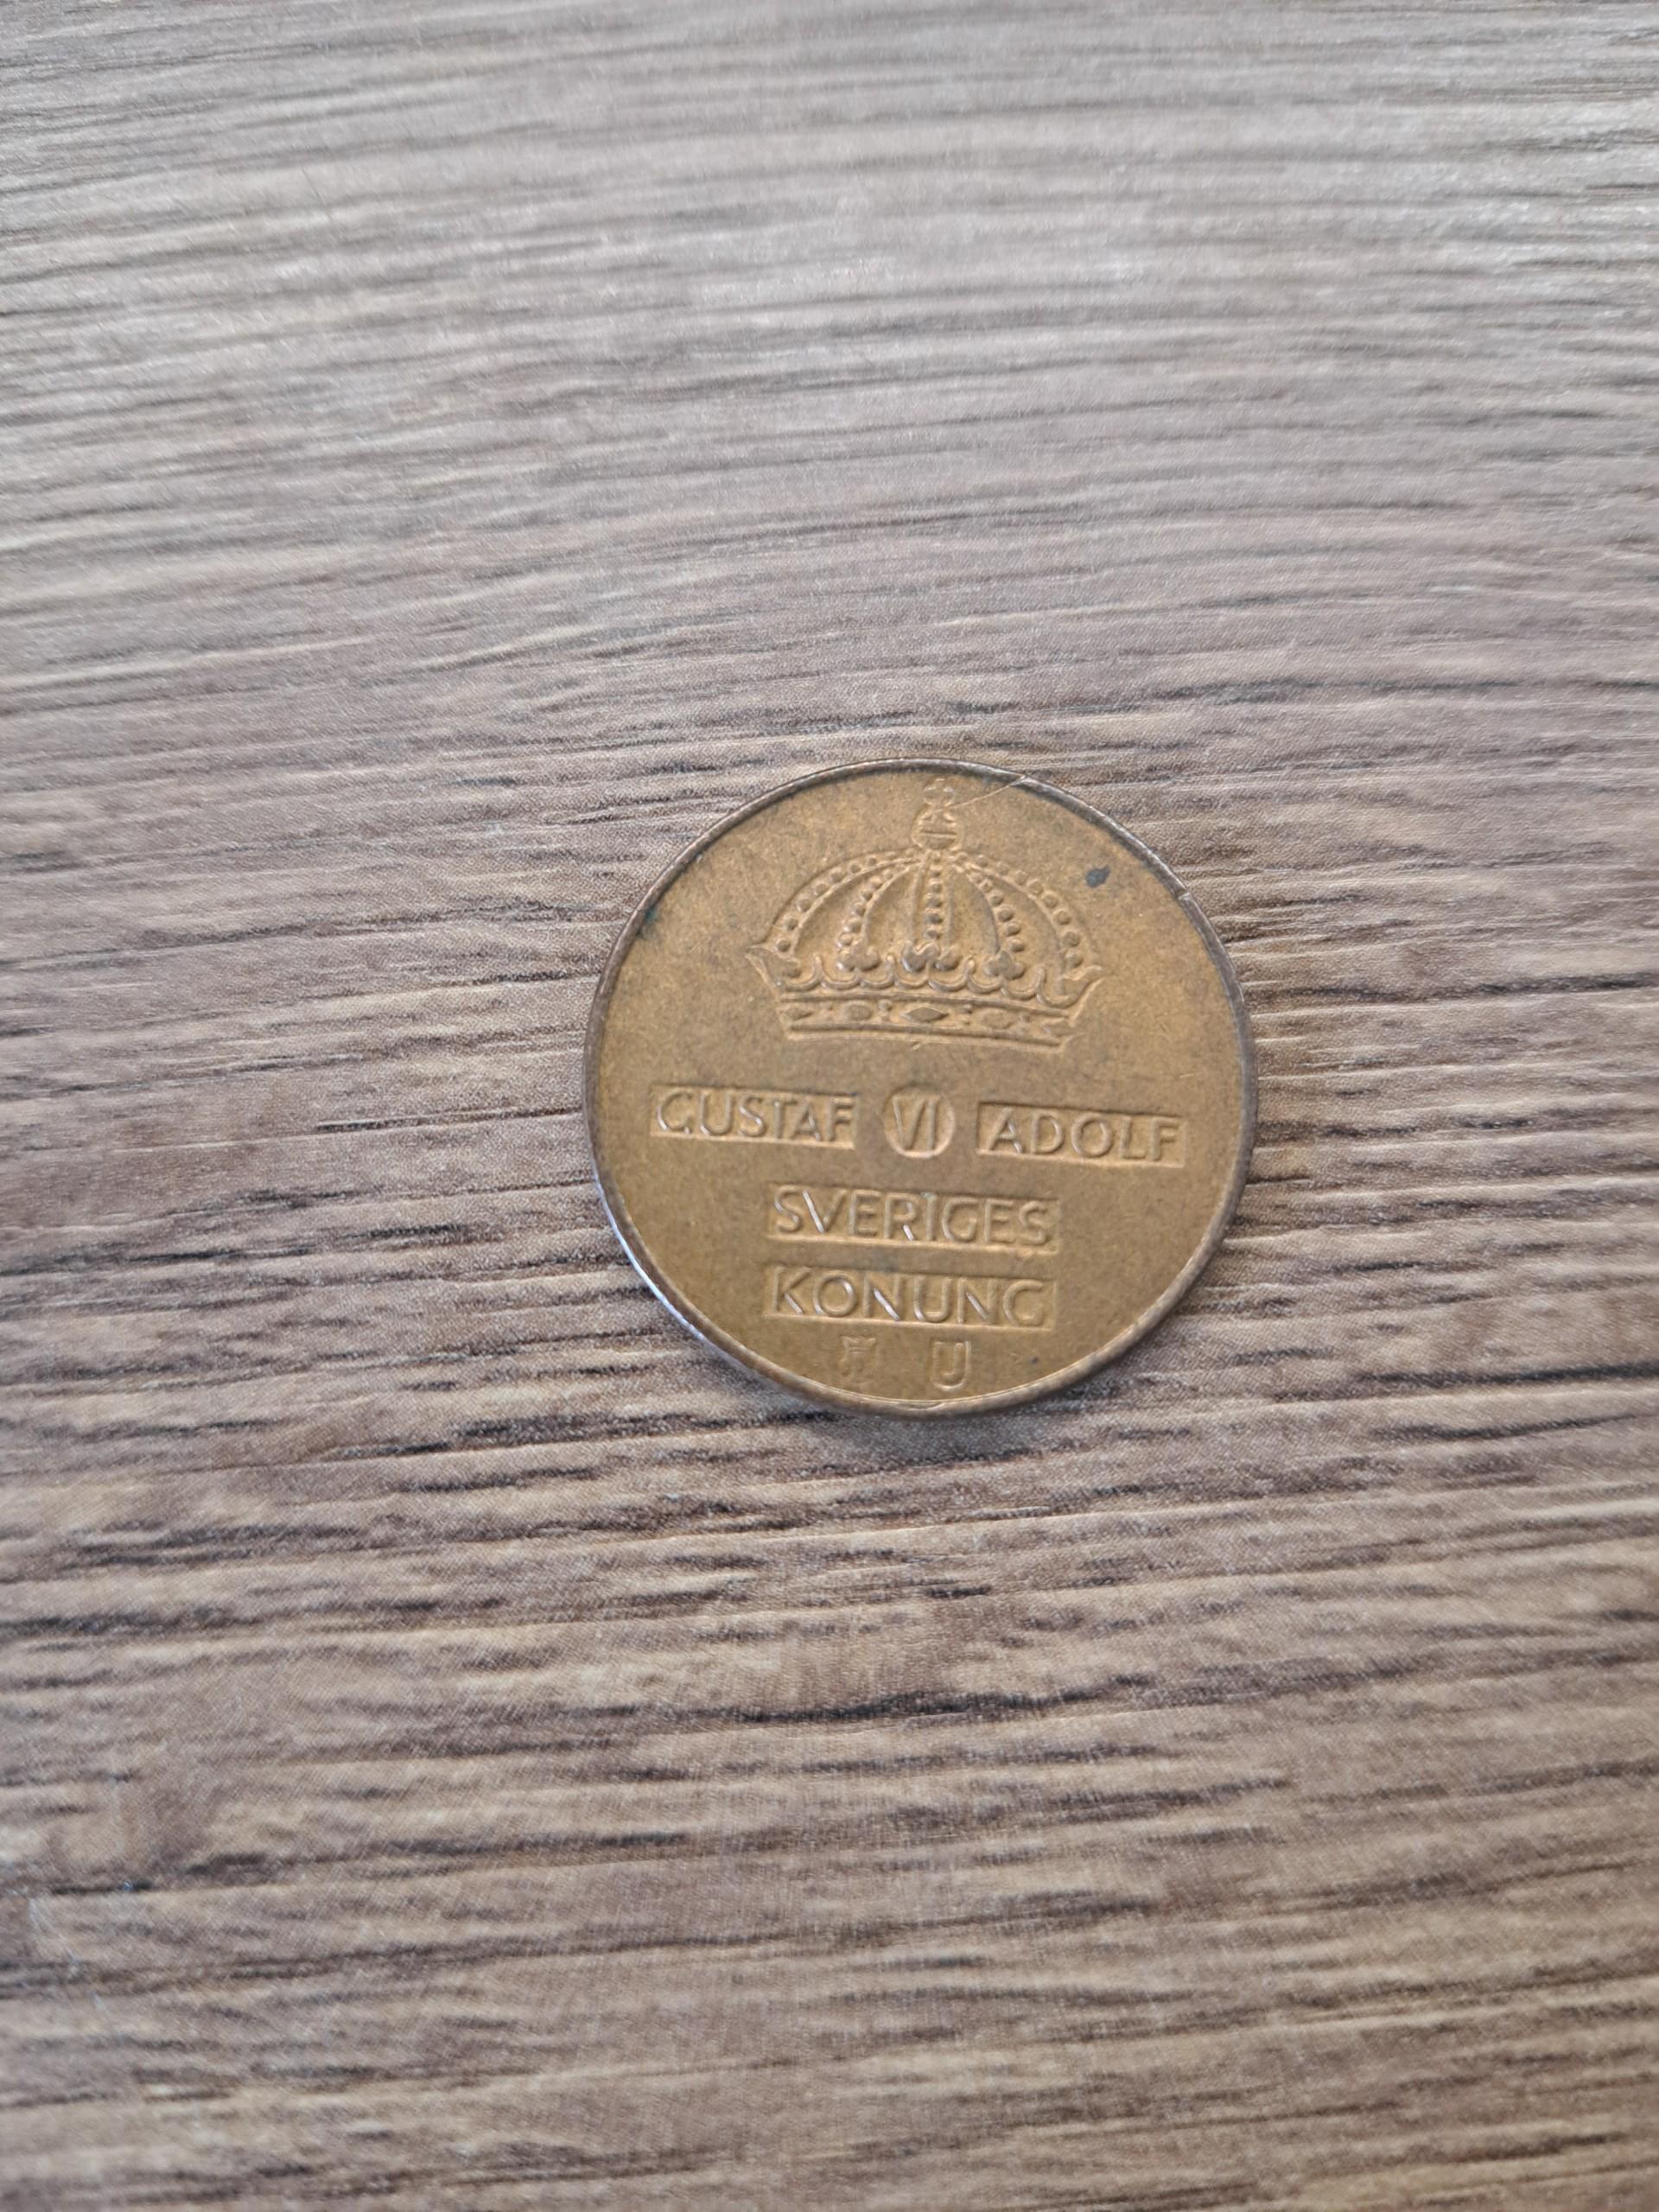 GUSTAF VI ADOLF
SVERIGES
KONUNG
U